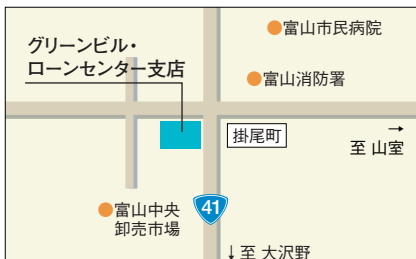 富山市民病院
グリーンビル・
ローンセンター支店
富山消防署
掛尾町
→
至 山室
富山中央
卸売市場
41
↓至 大沢野